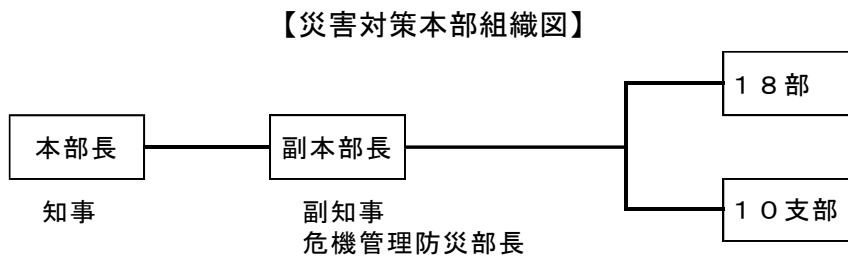 【災害対策本部組織図】
１８部
本部長
副本部長
知事
副知事
危機管理防災部長
１０支部